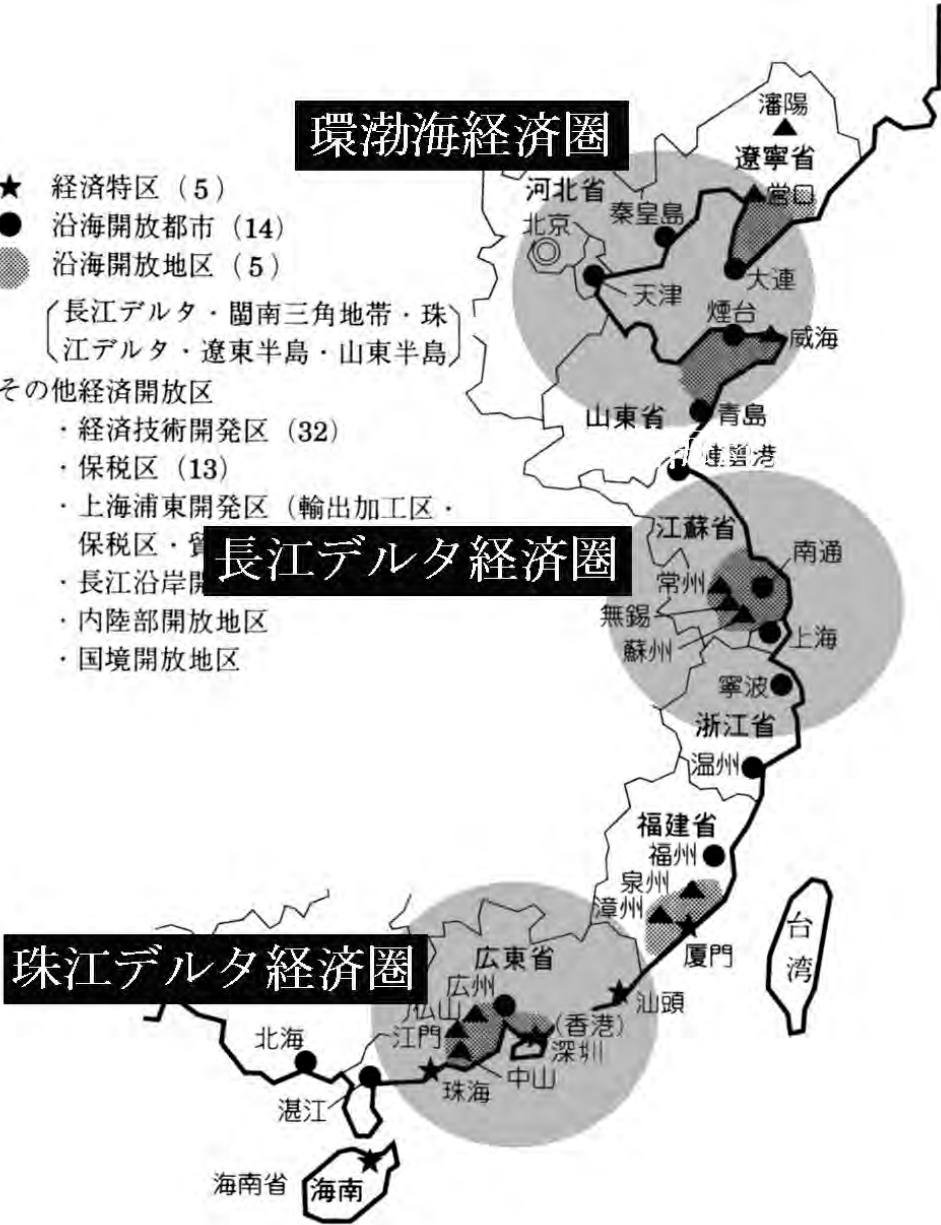 環渤海経済圏
★ 経済特区（5）
● 沿海開放都市（14）
沿海開放地区（5）
長江デルタ・閩南三角地帯・珠
江デルタ・遼東半島・山東半島
その他経済開放区
・経済技術開発区（32）
・保税区（13）
・上海浦東開発区（輸出加工区・
保税区・
・長江沿岸開
・内陸部開放地区
・国境開放地区
瀋陽
遼寧省
営口
河北省
秦皇島
北京
天津
大連
煙台
威海
山東省
青島
連雲港
長江デルタ経済圏
江蘇省
南通
常州
無錫
蘇州
上海
寧波
浙江省
温州
福建省
福州
泉州
漳州
厦門
台湾
珠江デルタ経済圏
広東省
広州
仏山
江門
汕頭
（香港）
深圳
中山
珠海
北海
湛江
海南省
海南